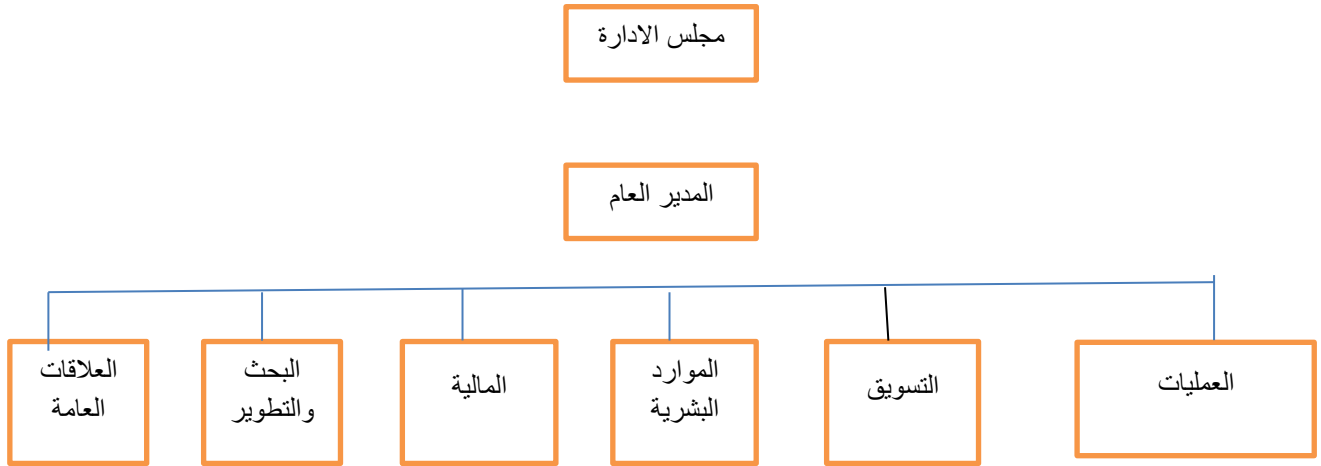 مجلس الادارة
المدير العام
العمليات
التسويق
الموارد
البشرية
المالية
البحث
والتطوير
العلاقات
العامة